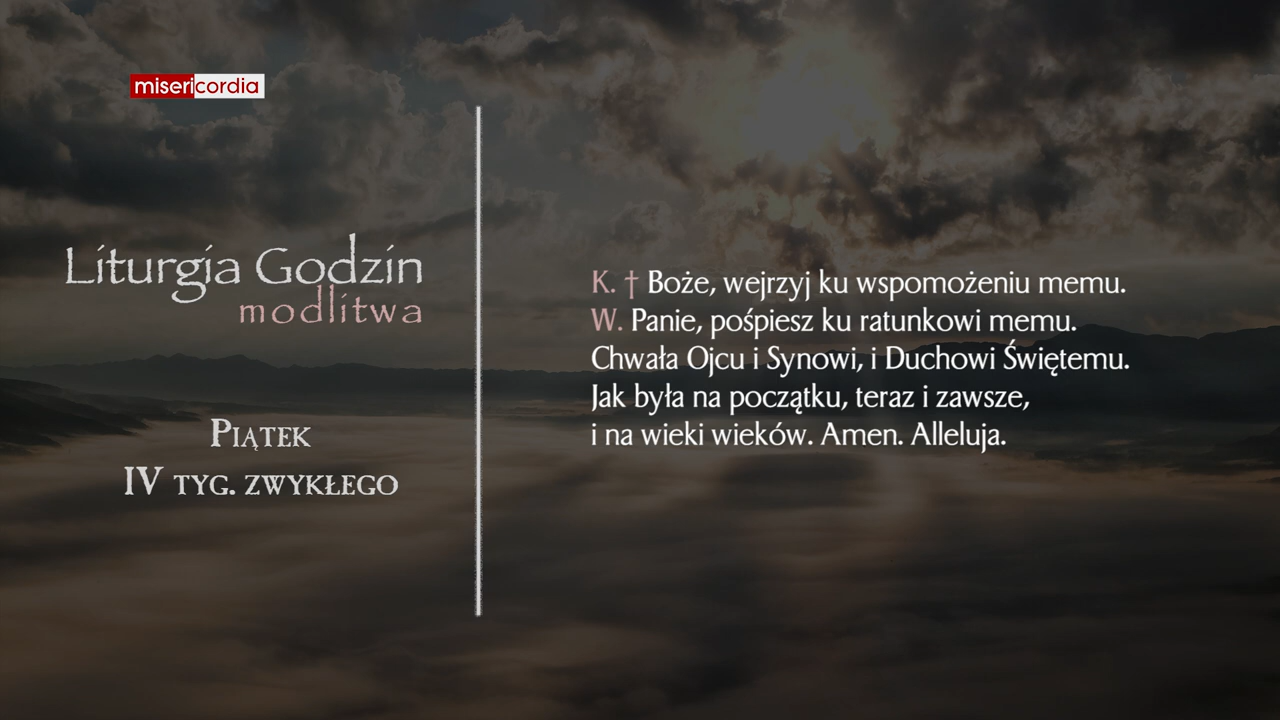 misericordia
Liturgia Godzin
modlitwa
Piątek
IV tyg. zwykłego
K. † Boże, wejrzyj ku wspomożeniu memu.
W. Panie, pośpiesz ku ratunkowi memu.
Chwała Ojcu i Synowi, i Duchowi Świętemu.
Jak była na początku, teraz i zawsze,
i na wieki wieków. Amen. Alleluja.